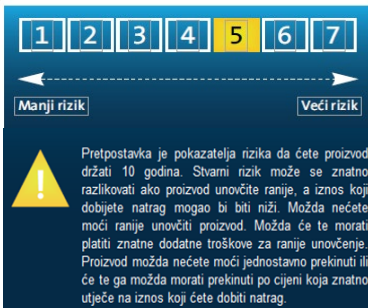 1 2 3 4 5 6 7
Manji rizik Veći rizik
Pretpostavka je pokazatelja rizika da ćete proizvod
držati 10 godina. Stvarni rizik može se znatno
razlikovati ako proizvod unovčite ranije, a iznos koji
dobijete natrag mogao bi biti niži. Možda nećete
moći ranije unovčiti proizvod. Možda će te morati
platiti znatne dodatne troškove za ranije unovčenje.
Proizvod možda nećete moći jednostavno prekinuti ili
će te ga možda morati prekinuti po cijeni koja znatno
utječe na iznos koji ćete dobiti natrag.